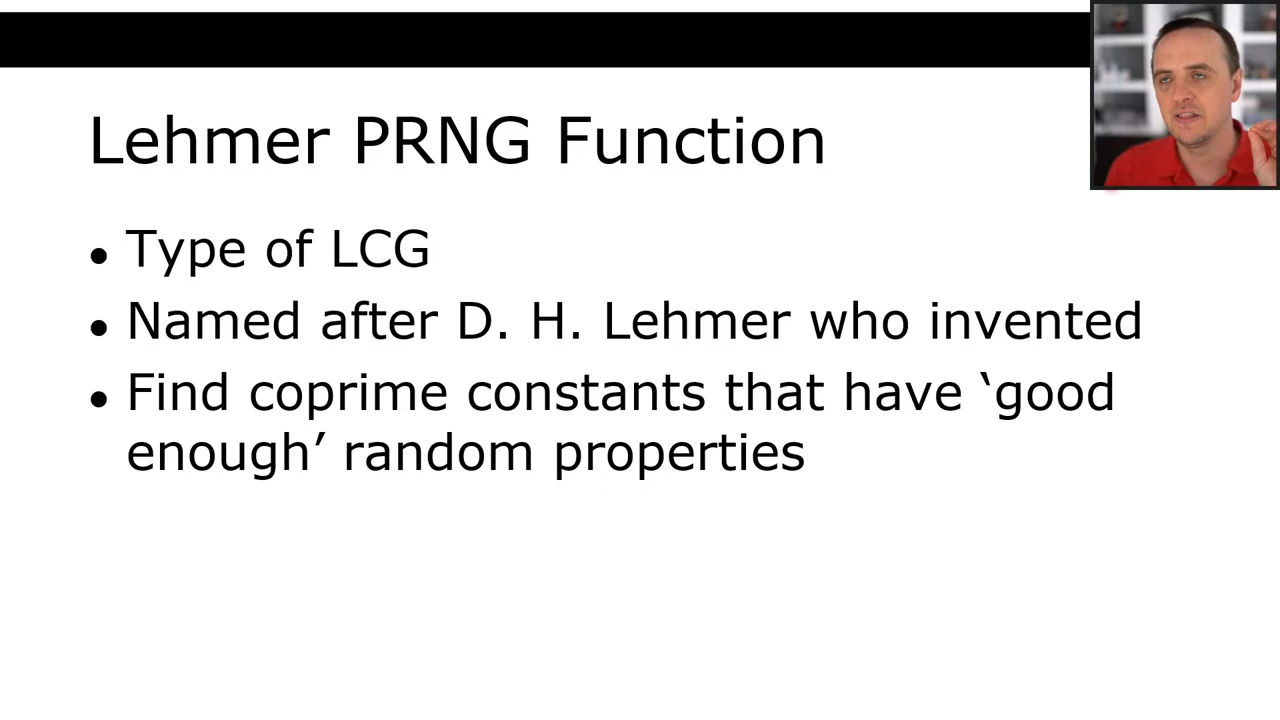 Lehmer PRNG Function
● Type of LCG
● Named after D. H. Lehmer who invented
● Find coprime constants that have ‘good
enough’ random properties